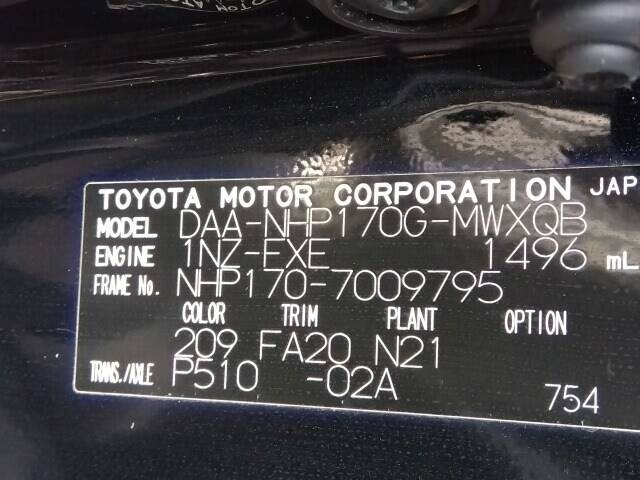 TOYOTA MOTOR CORPORATION JAP
MODEL DAA-NHP170G-MWXQB
ENGINE 1NZ-FXE 1496 mL
FRAME No. NHP170-7009795
COLOR TRIM PLANT OPTION
209 FA20 N21
TRANS./AXLE P510 -02A 754